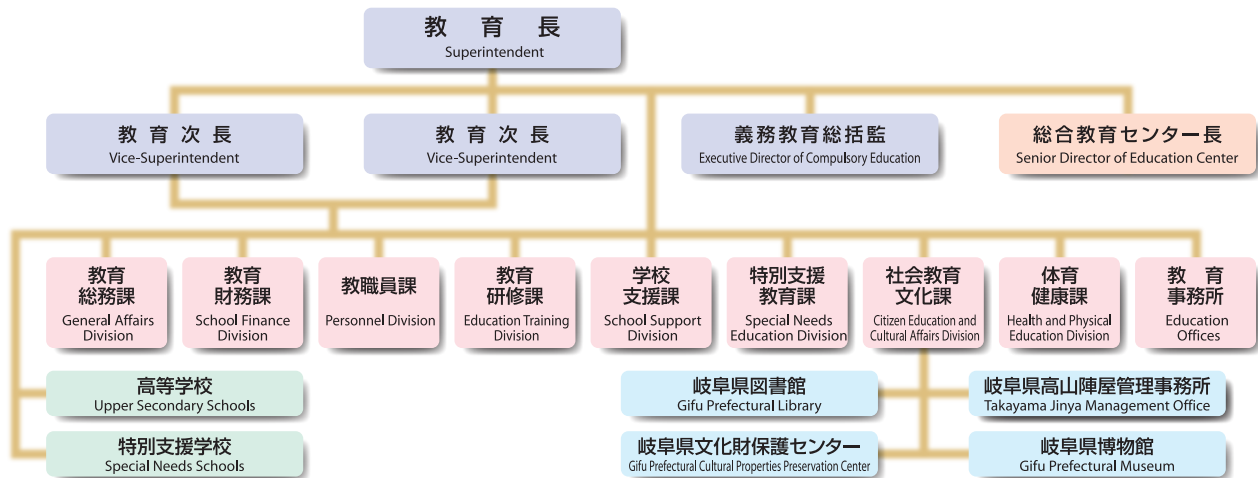 教育長
Superintendent
教育次長
Vice-Superintendent
教育次長
Vice-Superintendent
義務教育総括監
Executive Director of Compulsory Education
総合教育センター長
Senior Director of Education Center
教育
総務課
General Affairs
Division
教育
財務課
School Finance
Division
教職員課
Personnel Division
教育
研修課
Education Training
Division
学校
支援課
School Support
Division
特別支援
教育課
Special Needs
Education Division
社会教育
文化課
Citizen Education and
Cultural Affairs Division
体育
健康課
Health and Physical
Education Division
教育
事務所
Education
Offices
高等学校
Upper Secondary Schools
岐阜県図書館
Gifu Prefectural Library
岐阜県高山陣屋管理事務所
Takayama Jinya Management Office
特別支援学校
Special Needs Schools
岐阜県文化財保護センター
Gifu Prefectural Cultural Properties Preservation Center
岐阜県博物館
Gifu Prefectural Museum